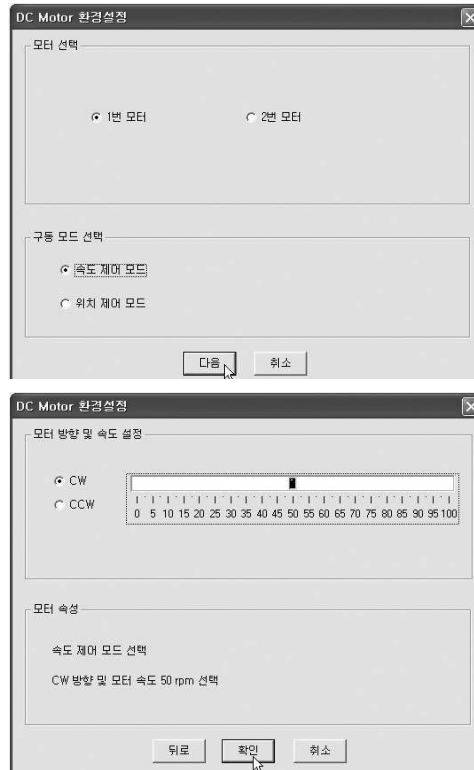 DC Motor 환경설정
모터 선택
1번 모터 2번 모터
구동 모드 선택
속도 제어 모드
위치 제어 모드
다음 취소
DC Motor 환경설정
모터 방향 및 속도 설정
CW
CCW
0 5 10 15 20 25 30 35 40 45 50 55 60 65 70 75 80 85 90 95 100
모터 속성
속도 제어 모드 선택
CW 방향 및 모터 속도 50 rpm 선택
뒤로 확인 취소